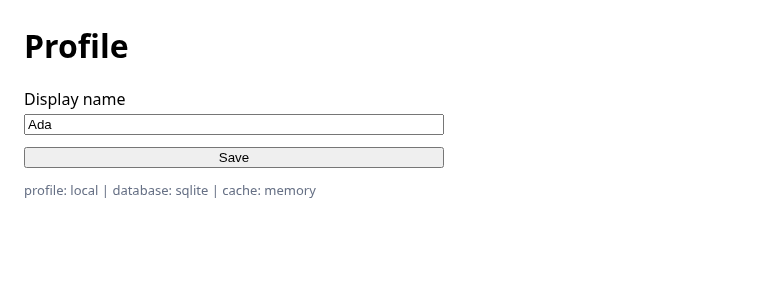 Profile
Display name
Ada
Save
profile: local | database: sqlite | cache: memory